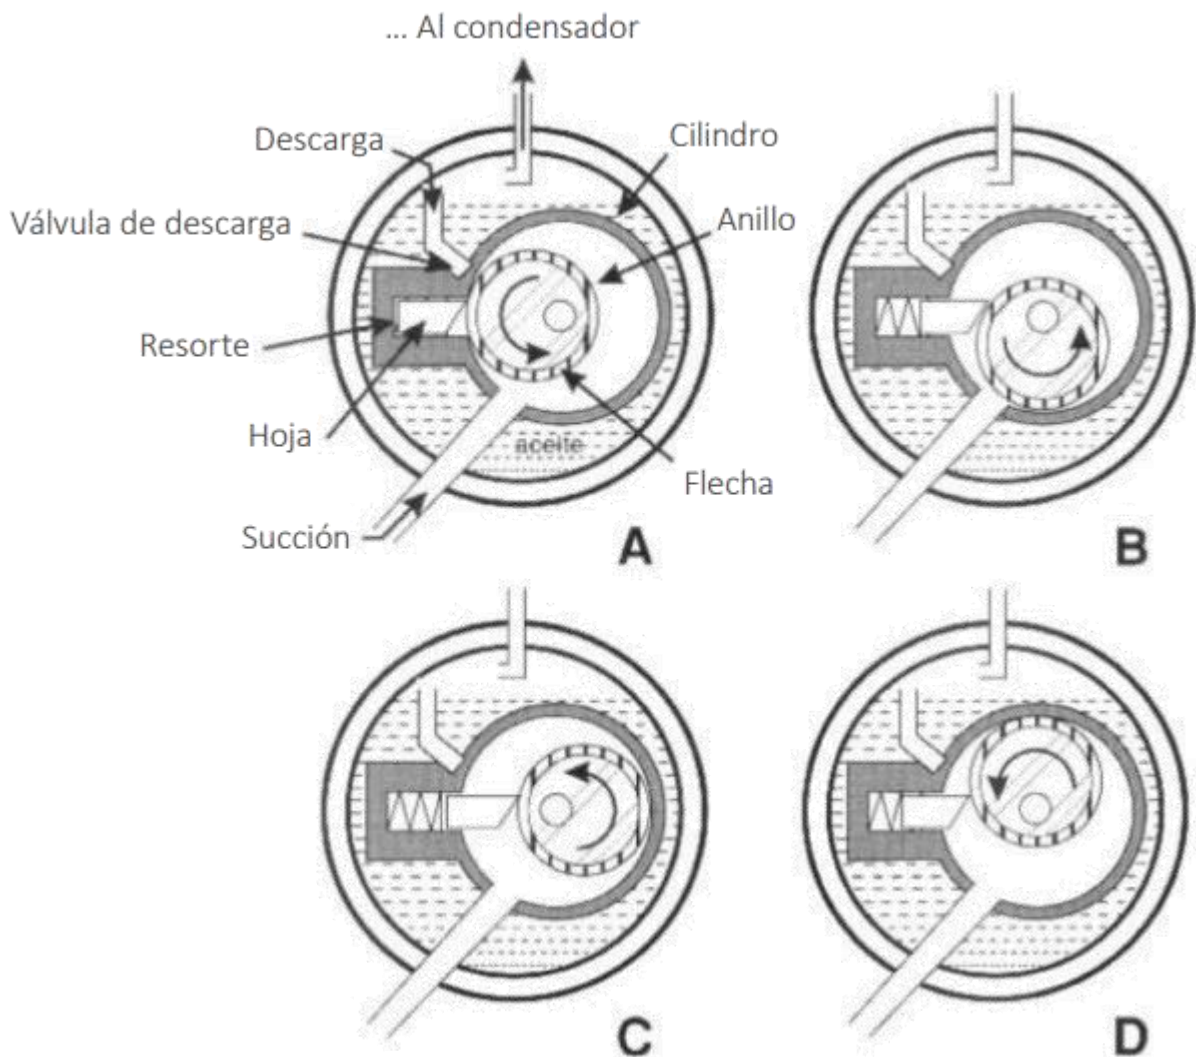 ... Al condensador
Descarga
Cilindro
Válvula de descarga
Anillo
Resorte
Hoja
aceite
Flecha
Succión
A
B
C
D